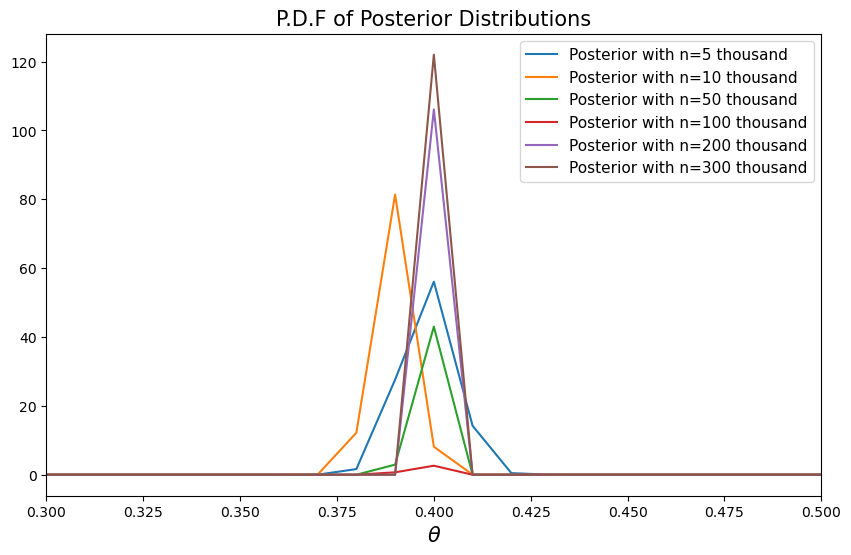 P.D.F of Posterior Distributions
120
100
80
60
40
20
0
Posterior with n=5 thousand
Posterior with n=10 thousand
Posterior with n=50 thousand
Posterior with n=100 thousand
Posterior with n=200 thousand
Posterior with n=300 thousand
0.300 0.325 0.350 0.375 0.400 0.425 0.450 0.475 0.500
θ